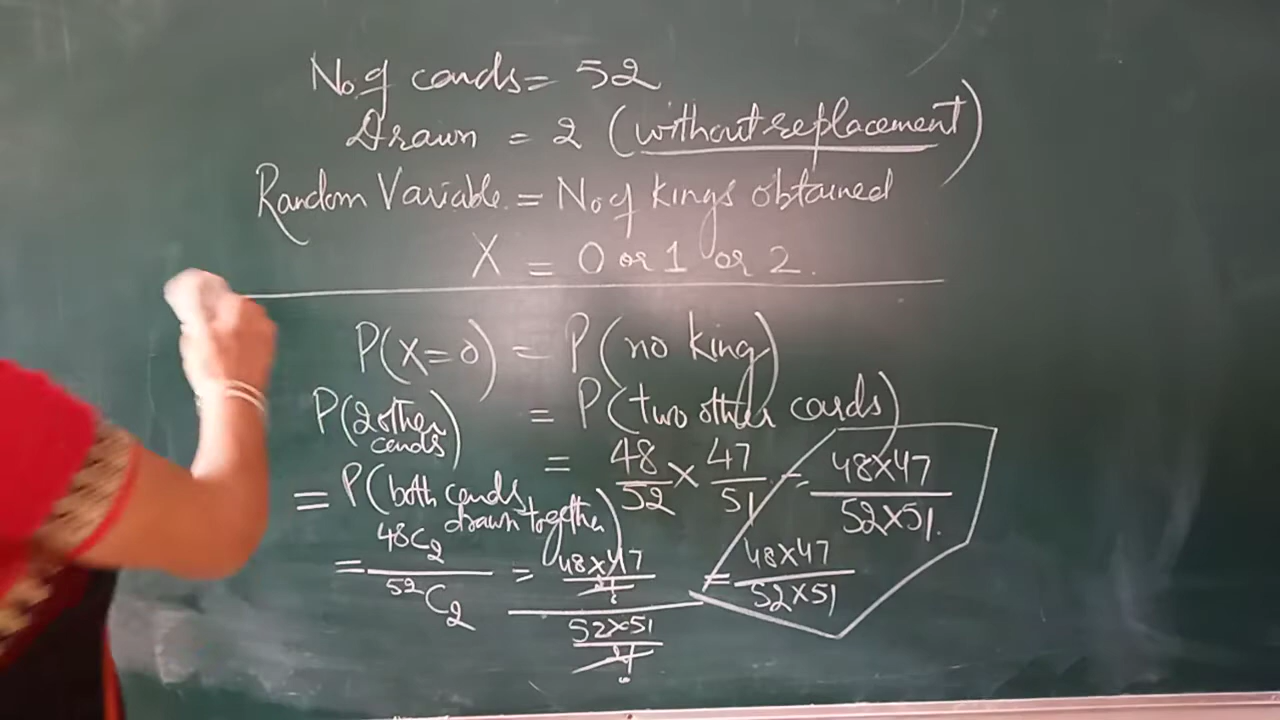 No. of cards = 52
Drawn = 2 (without replacement)
Random Variable = No of kings obtained
X = 0 or 1 or 2.
P(X=0) = P(no king)
P(2 other cards) = P(two other cards)
= 48/52 × 47/51 = 48×47/52×51.
= P(both cards drawn together)
= 48C2/52C2 = 48×47/2!/52×51/2! = 48×47/52×51